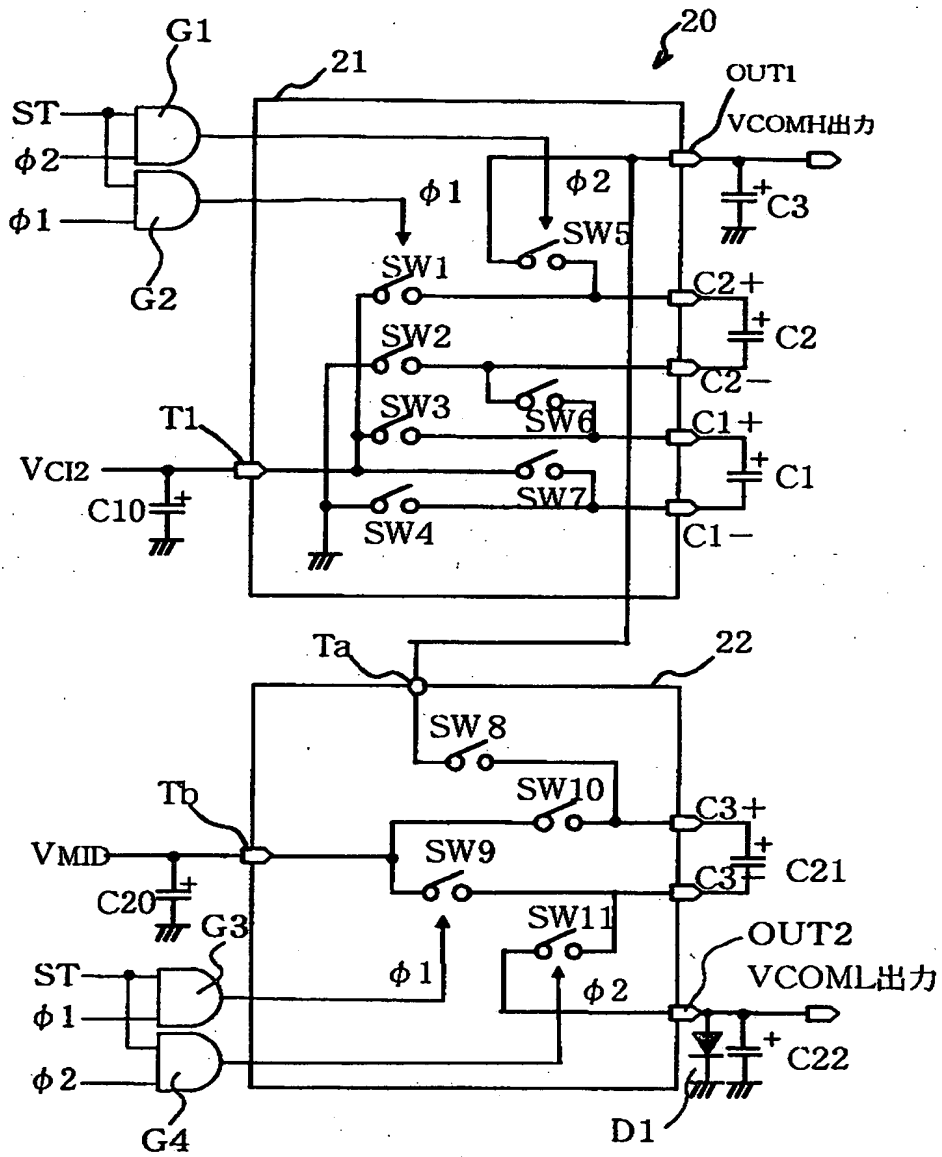 20
G1
21
OUT1
ST
VCOMH出力
φ2
φ2
φ1
C3
φ1
SW5
SW1
C2+
G2
SW2
C2
C2-
SW3
SW6
C1+
T1
VCI2
C1
C10
SW7
SW4
C1-
Ta
22
SW8
Tb
SW10
C3+
VMID
SW9
C21
C3-
C20
SW11
G3
OUT2
ST
φ1
φ2
VCOML出力
φ1
C22
φ2
D1
G4